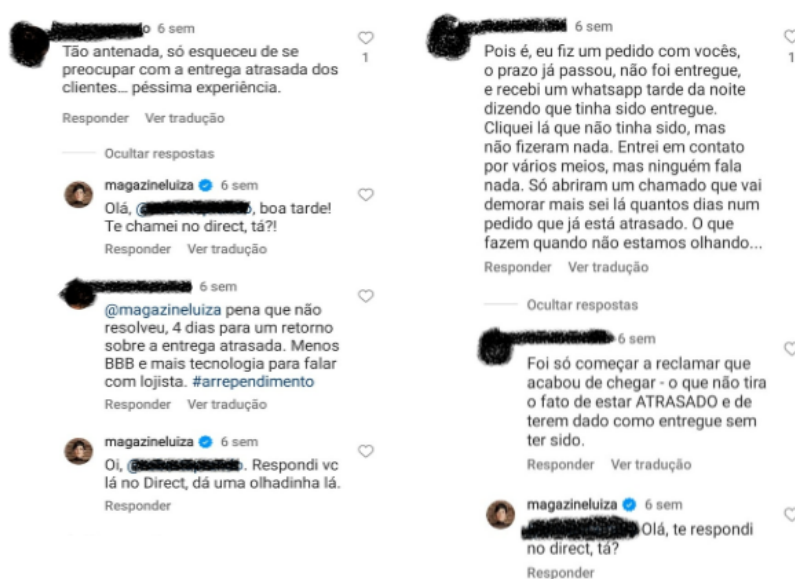 6 sem
1
Tão antenada, só esqueceu de se
preocupar com a entrega atrasada dos
clientes... péssima experiência.
Responder Ver tradução
Ocultar respostas
magazineluiza 6 sem
Olá, @, boa tarde!
Te chamei no direct, tá?!
Responder Ver tradução
6 sem
@magazineluiza pena que não
resolveu, 4 dias para um retorno
sobre a entrega atrasada. Menos
BBB e mais tecnologia para falar
com lojista. #arrependimento
Responder Ver tradução
magazineluiza 6 sem
Oi, @. Respondi vc
lá no Direct, dá uma olhadinha lá.
Responder
6 sem
1
Pois é, eu fiz um pedido com vocês,
o prazo já passou, não foi entregue,
e recebi um whatsapp tarde da noite
dizendo que tinha sido entregue.
Cliquei lá que não tinha sido, mas
não fizeram nada. Entrei em contato
por vários meios, mas ninguém fala
nada. Só abriram um chamado que vai
demorar mais sei lá quantos dias num
pedido que já está atrasado. O que
fazem quando não estamos olhando...
Responder Ver tradução
Ocultar respostas
6 sem
Foi só começar a reclamar que
acabou de chegar - o que não tira
o fato de estar ATRASADO e de
terem dado como entregue sem
ter sido.
Responder Ver tradução
magazineluiza 6 sem
Olá, te respondi
no direct, tá?
Responder